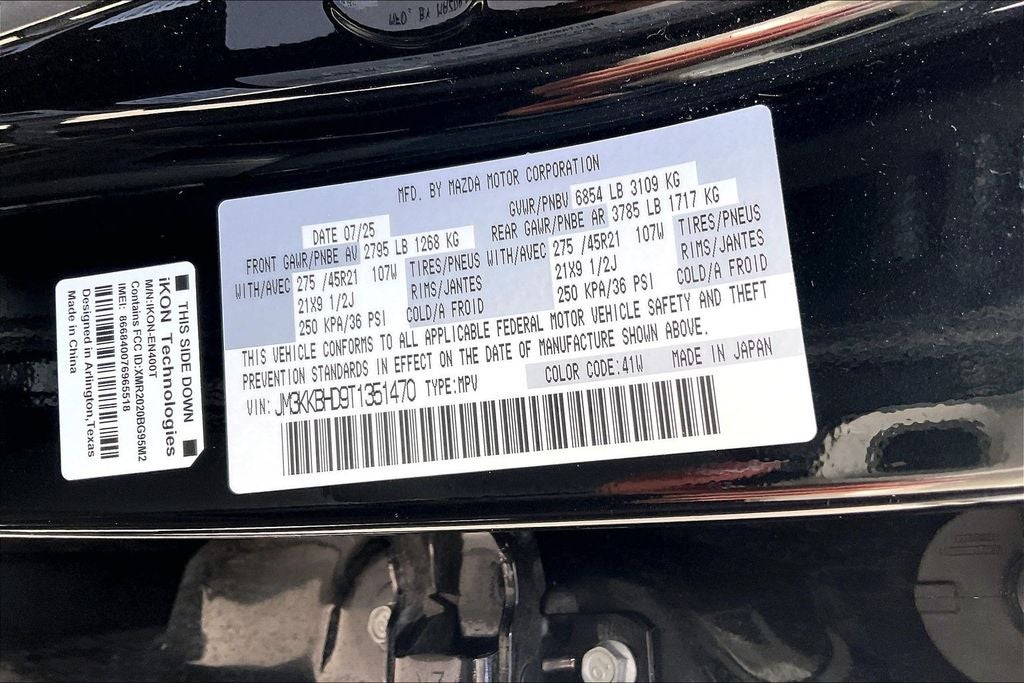 MFD. BY MAZDA MOTOR CORPORATION
DATE 07/25 GVWR/PNBV 6854 LB 3109 KG
FRONT GAWR/PNBE AV 2795 LB 1268 KG REAR GAWR/PNBE AR 3785 LB 1717 KG
WITH/AVEC 275 /45R21 107W TIRES/PNEUS WITH/AVEC 275 /45R21 107W TIRES/PNEUS
21X9 1/2J RIMS/JANTES 21X9 1/2J RIMS/JANTES
250 KPA/36 PSI COLD/A FROID 250 KPA/36 PSI COLD/A FROID
THIS VEHICLE CONFORMS TO ALL APPLICABLE FEDERAL MOTOR VEHICLE SAFETY AND THEFT
PREVENTION STANDARDS IN EFFECT ON THE DATE OF MANUFACTURE SHOWN ABOVE.
COLOR CODE:41W MADE IN JAPAN
VIN: JM3KKBHD9T1351470 TYPE:MPV
THIS SIDE DOWN
iKON Technologies
M/N:IKON-EN400T
Contains FCC ID:XMR2020BG95M2
IMEI: 866840076965518
Designed in Arlington,Texas
Made in China